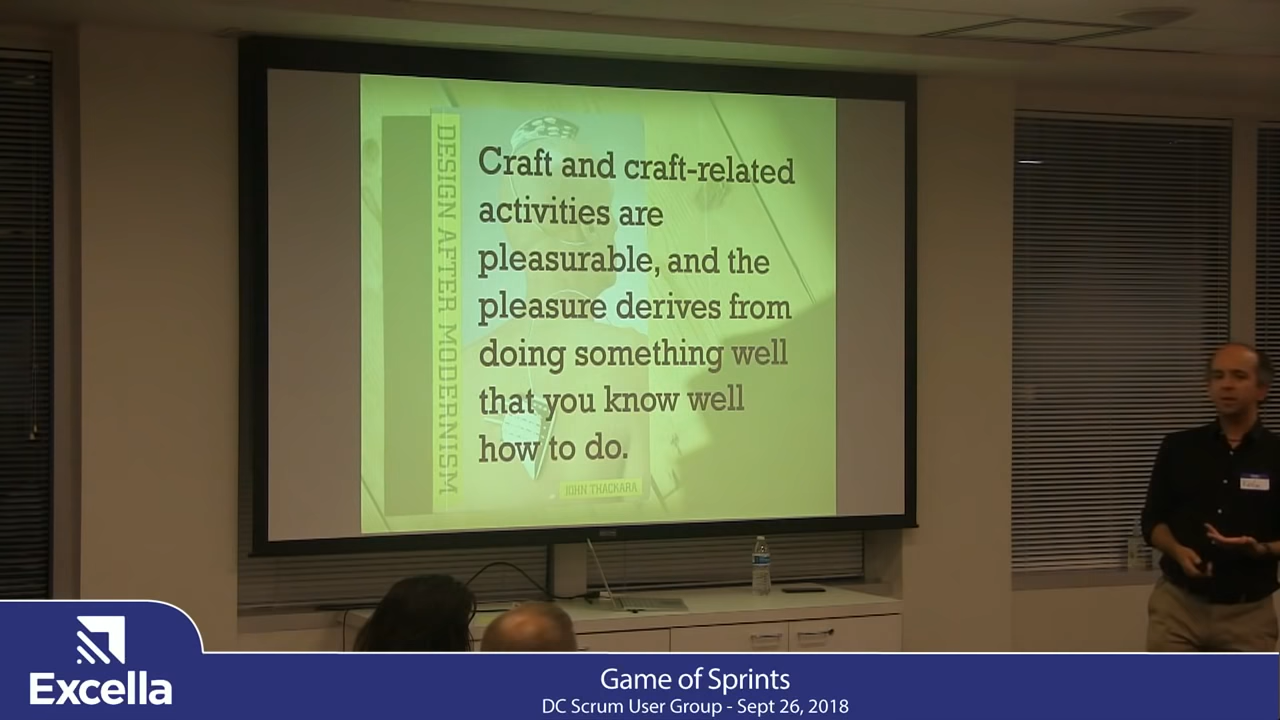 DESIGN AFTER MODERNISM
Craft and craft-related
activities are
pleasurable, and the
pleasure derives from
doing something well
that you know well
how to do.
JOHN THACKARA
Excella
Game of Sprints
DC Scrum User Group - Sept 26, 2018